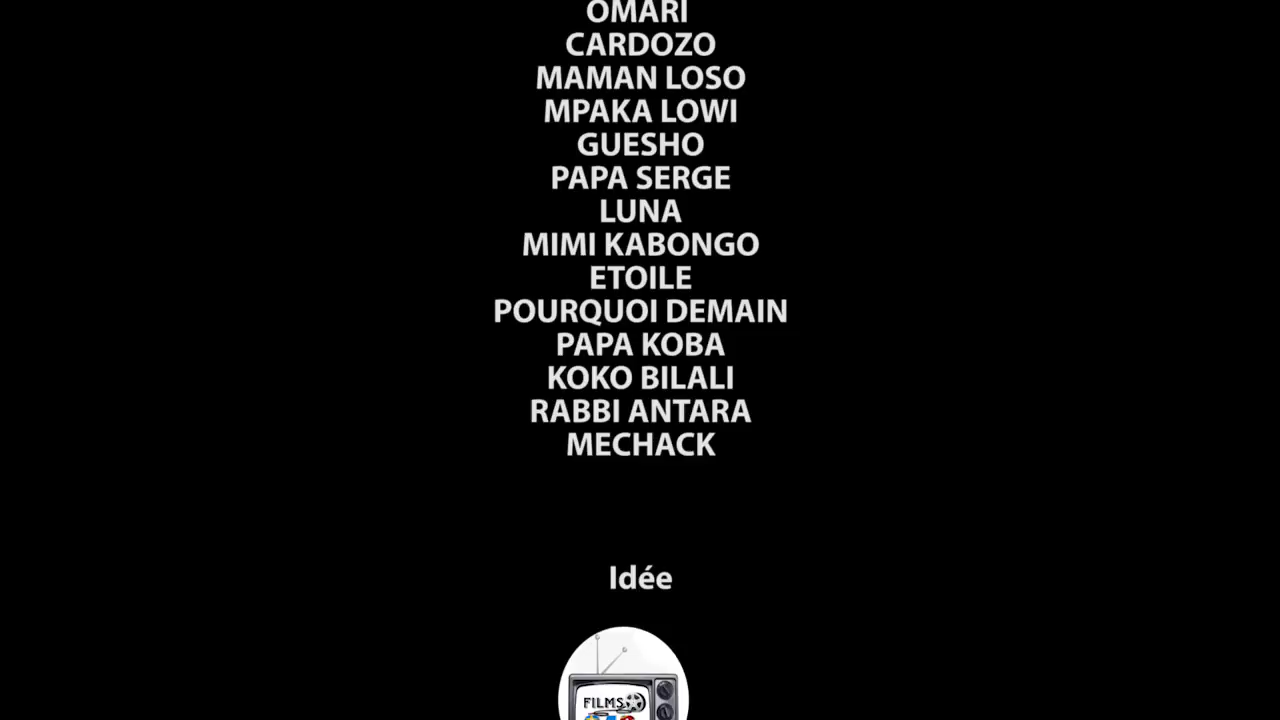 OMARI
CARDOZO
MAMAN LOSO
MPAKA LOWI
GUESHO
PAPA SERGE
LUNA
MIMI KABONGO
ETOILE
POURQUOI DEMAIN
PAPA KOBA
KOKO BILALI
RABBI ANTARA
MECHACK
Idée
FILMS